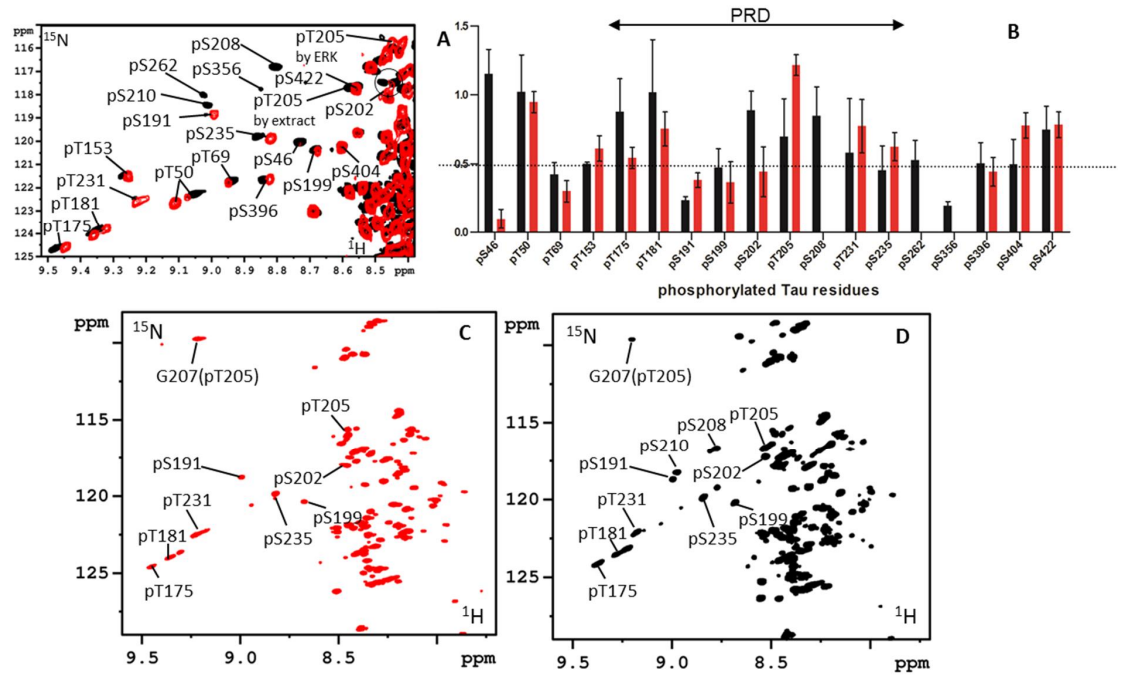 ppm
15N
116
117
118
119
120
121
122
123
124
125
9.5 9.4 9.3 9.2 9.1 9.0 8.9 8.8 8.7 8.6 8.5 ppm
1H
pS208
pT205
by ERK
pS356
pS262
pS422
pS210
pT205
by extract
pS202
pS191
pS235
pT153
pT69
pS46
pT231
pT50
pS199
pS404
pT181
pS396
pT175
A
PRD
B
1.5
1.0
0.5
0.0
pS46 pT50 pT69 pT153 pT175 pT181 pS191 pS199 pS202 pT205 pS208 pT231 pS235 pS262 pS356 pS396 pS404 pS422
phosphorylated Tau residues
ppm
15N
C
G207(pT205)
115
pT205
pS191
pS202
120
pT231
pT181
pS235
pS199
125
pT175
1H
9.5 9.0 8.5 ppm
ppm
15N
D
G207(pT205)
115
pS208
pT205
pS210
pS191
pS202
120
pT231
pT181
pS235
pS199
125
pT175
1H
9.5 9.0 8.5 ppm